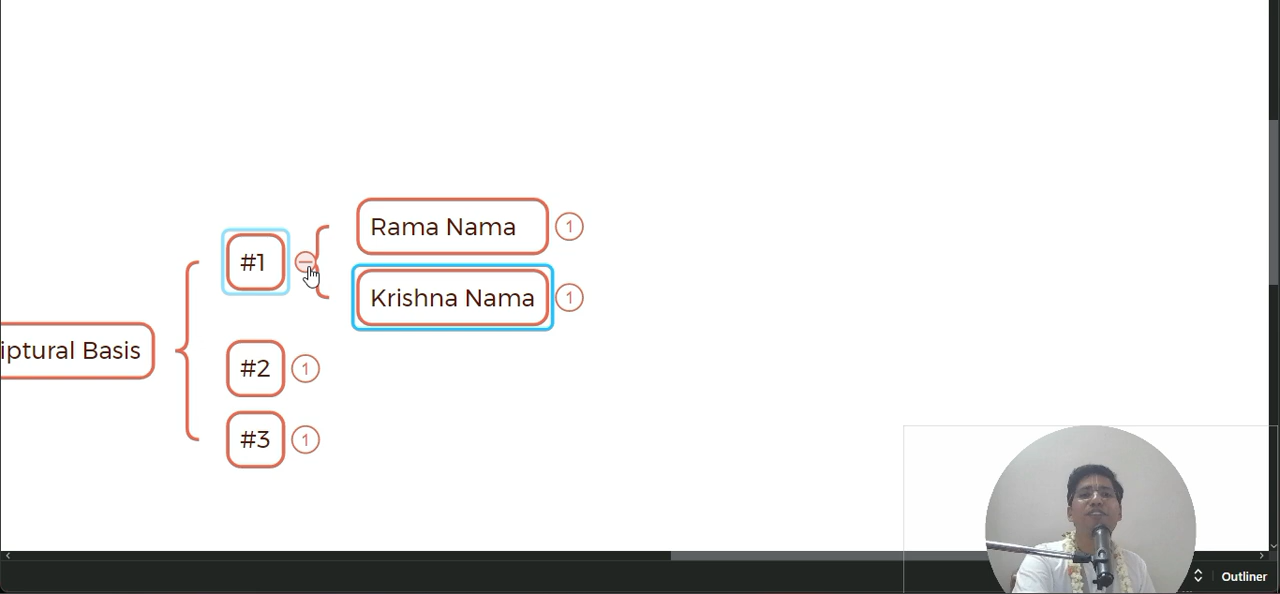 #1
Rama Nama
1
Krishna Nama
1
iptural Basis
#2
1
#3
1
Outliner